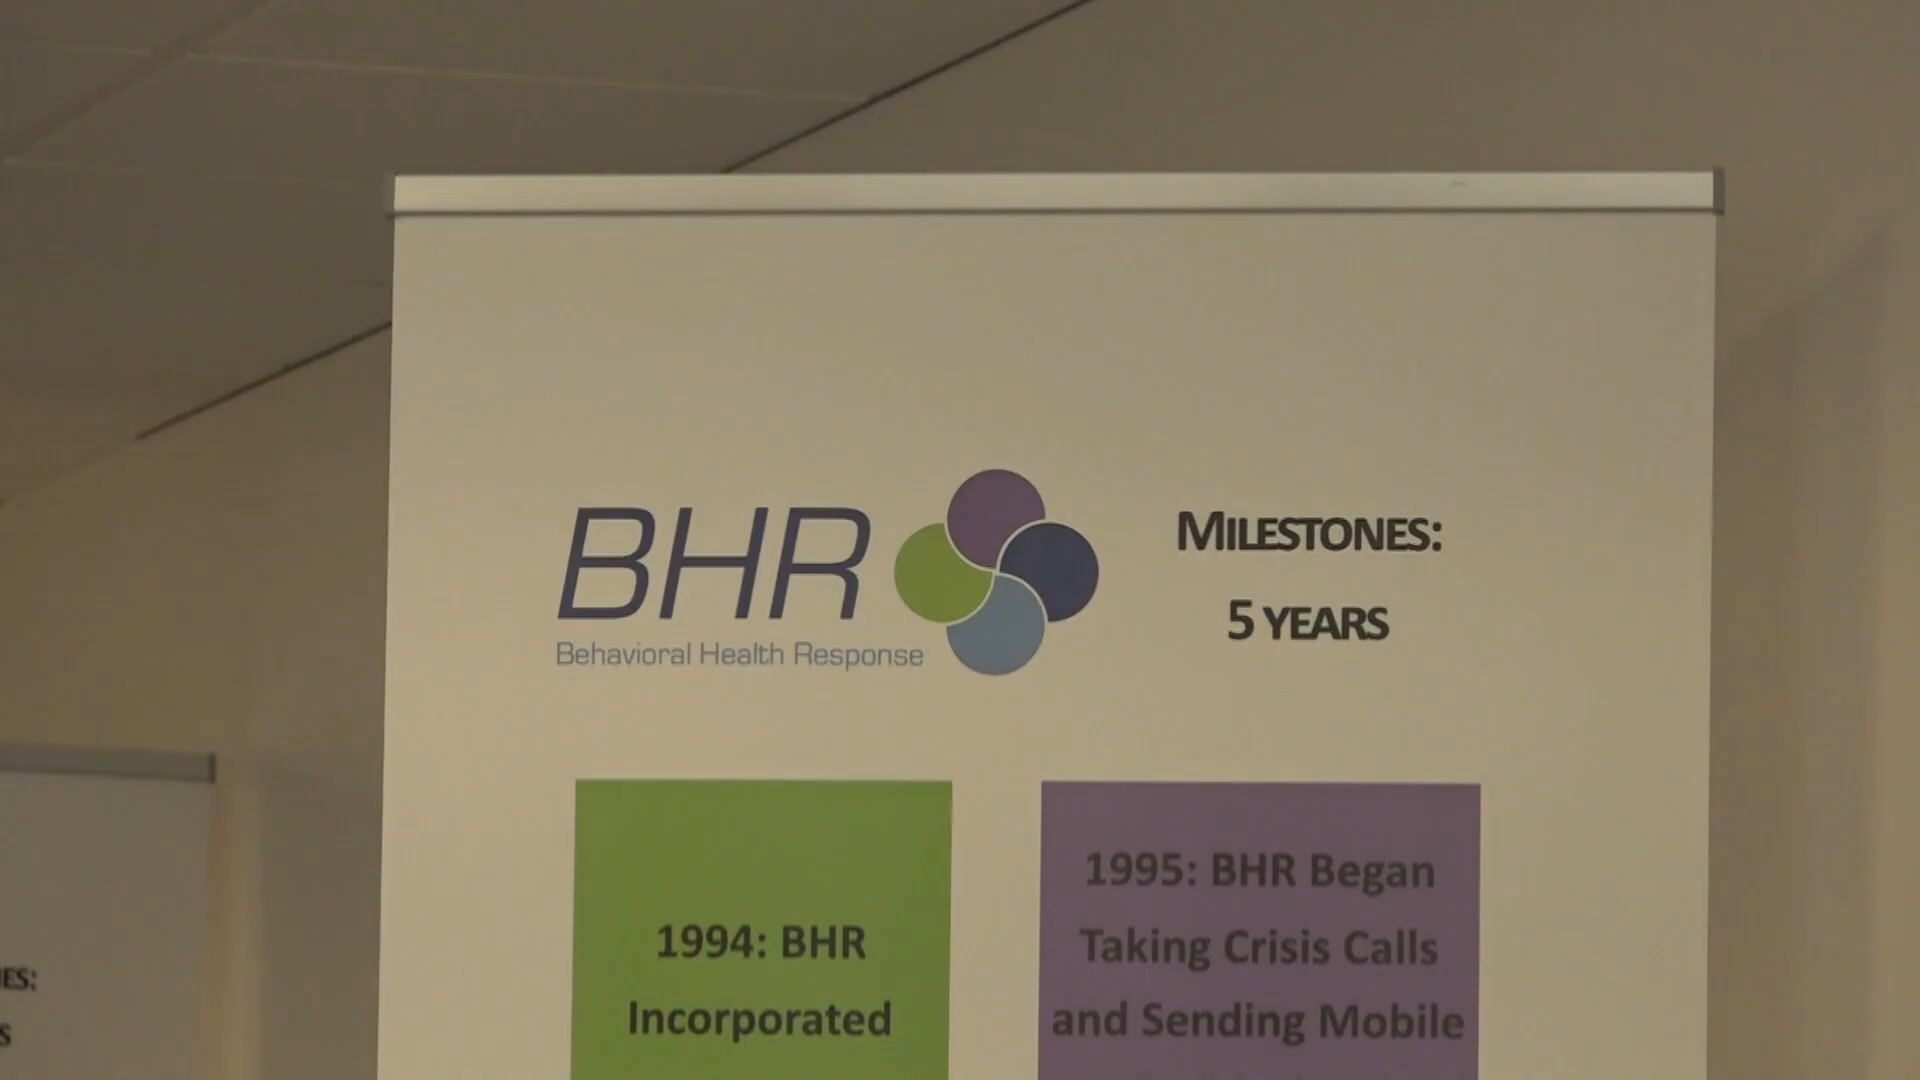 BHR
Behavioral Health Response
MILESTONES:
5 YEARS
1994: BHR
Incorporated
1995: BHR Began
Taking Crisis Calls
and Sending Mobile